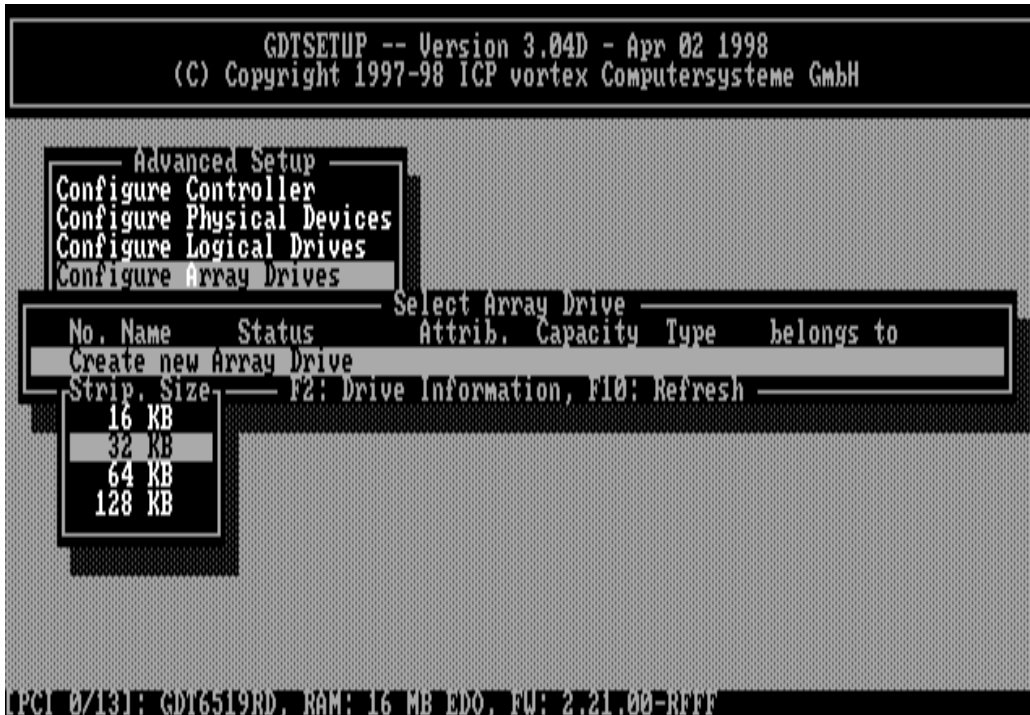 GDTSETUP -- Version 3.04D - Apr 02 1998
(C) Copyright 1997-98 ICP vortex Computersysteme GmbH
Advanced Setup
Configure Controller
Configure Physical Devices
Configure Logical Drives
Configure Array Drives
Select Array Drive
No. Name Status Attrib. Capacity Type belongs to
Create new Array Drive
Strip. Size
F2: Drive Information, F10: Refresh
16 KB
32 KB
64 KB
128 KB
[PCI 0/13]: GDT6519RD, RAM: 16 MB EDO, FW: 2.21.00-RFFF